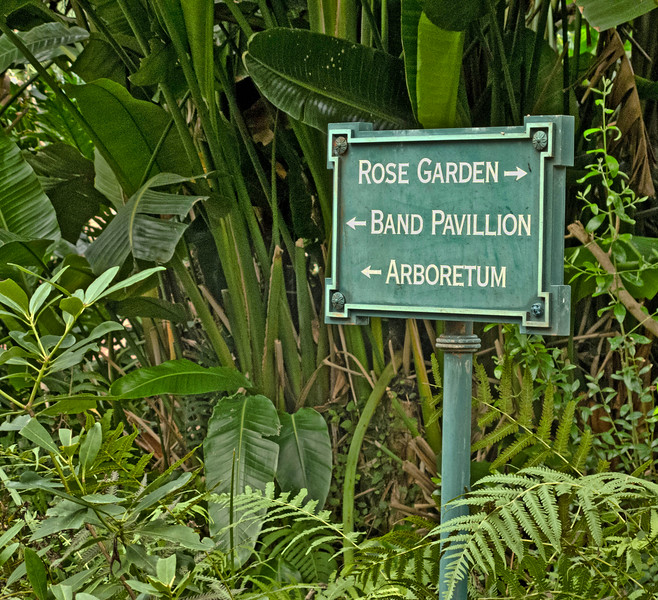 ROSE GARDEN →
← BAND PAVILLION
← ARBORETUM